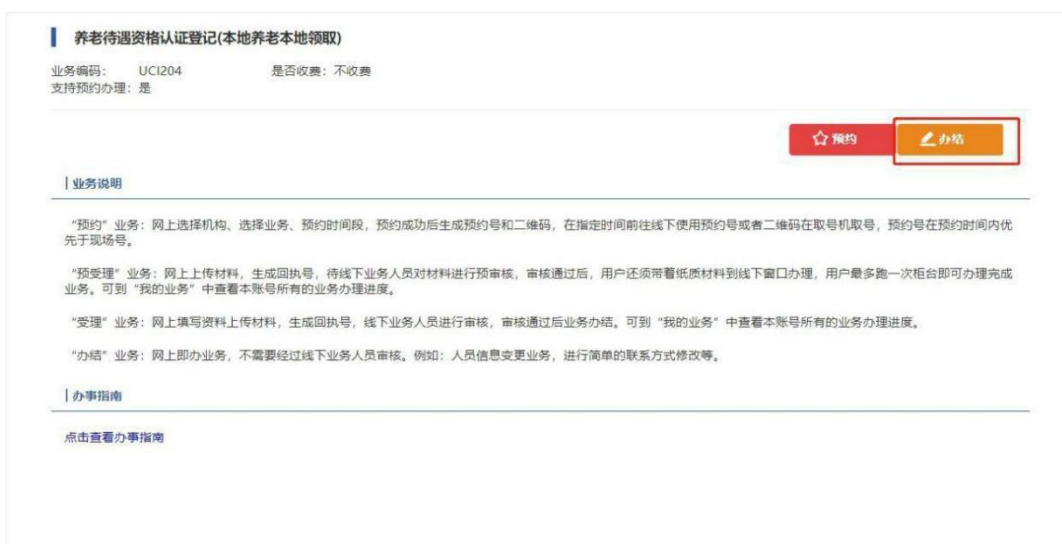 养老待遇资格认证登记(本地养老本地领取)
业务编码： UCI204 是否收费：不收费
支持预约办理：是
预约 办结
业务说明
“预约”业务：网上选择机构、选择业务、预约时间段，预约成功后生成预约号和二维码，在指定时间前往线下使用预约号或者二维码在取号机取号，预约号在预约时间内优
先于现场号。
“预受理”业务：网上上传材料，生成回执号，待线下业务人员对材料进行预审核，审核通过后，用户还须带着纸质材料到线下窗口办理，用户最多跑一次柜台即可办理完成
业务。可到“我的业务”中查看本账号所有的业务办理进度。
“受理”业务：网上填写资料上传材料，生成回执号，线下业务人员进行审核，审核通过后业务办结。可到“我的业务”中查看本账号所有的业务办理进度。
“办结”业务：网上即办业务，不需要经过线下业务人员审核。例如：人员信息变更业务，进行简单的联系方式修改等。
办事指南
点击查看办事指南